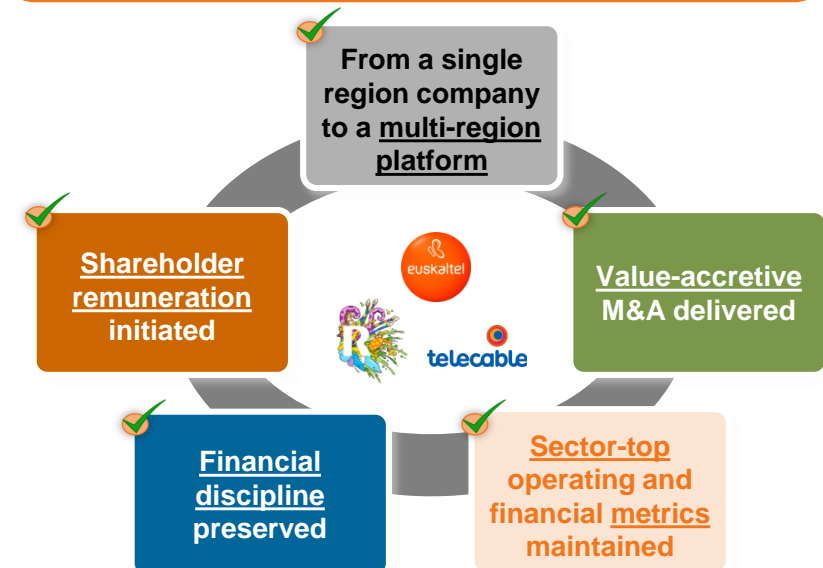 From a single
region company
to a multi-region
platform
Shareholder
remuneration
initiated
euskaltel
R
telecable
Value-accretive
M&A delivered
Financial
discipline
preserved
Sector-top
operating and
financial metrics
maintained